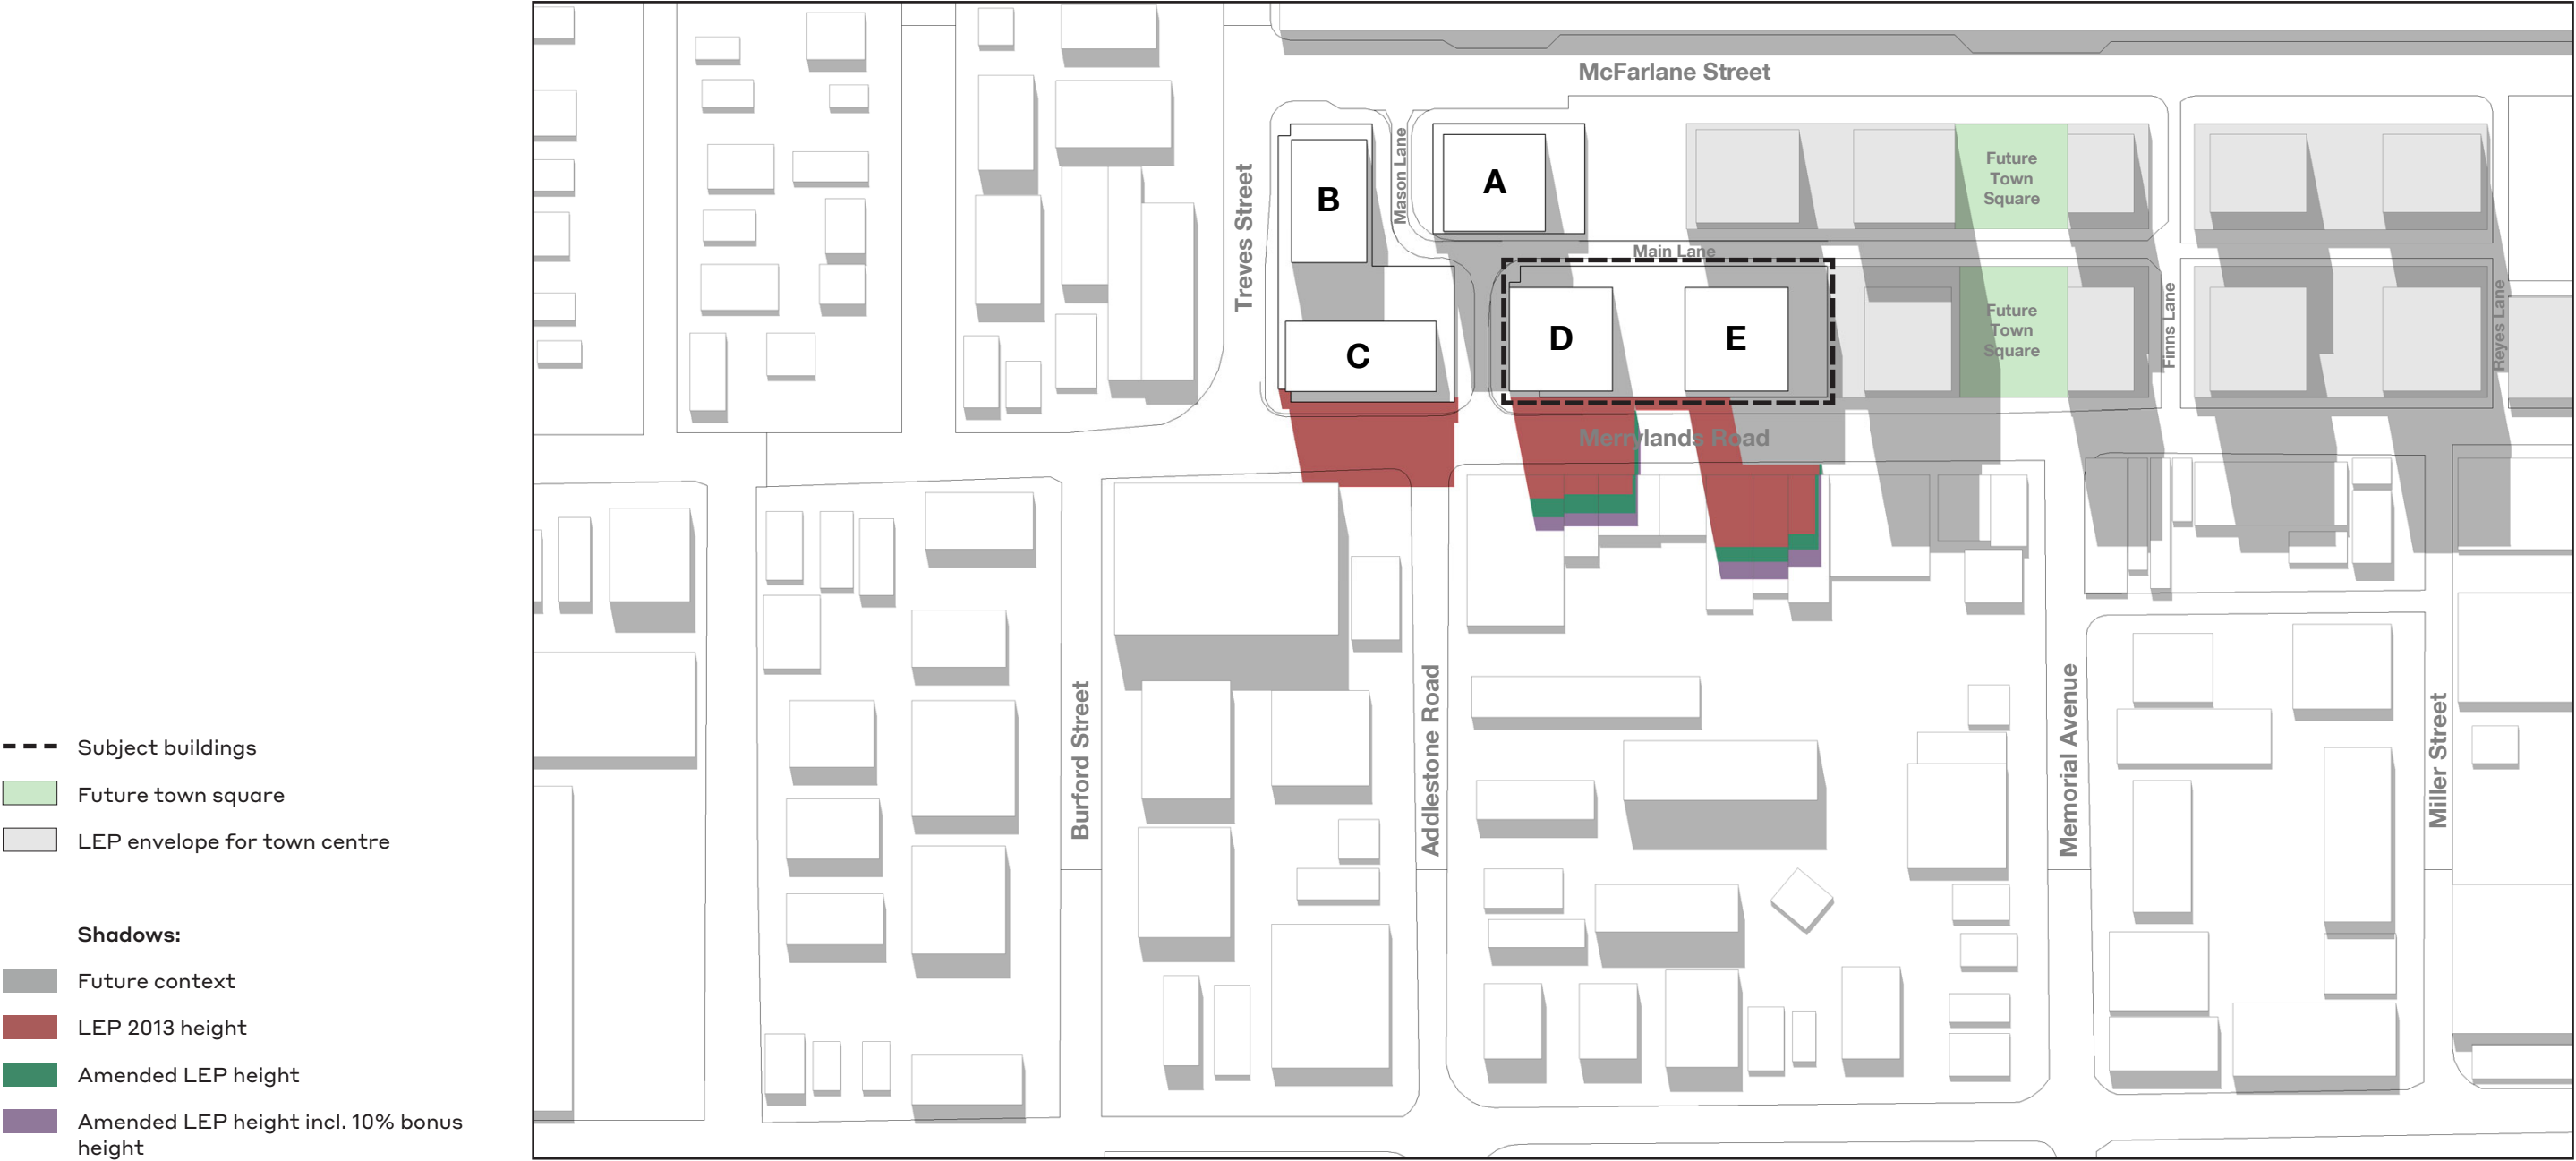 McFarlane Street
Mason Lane
Treves Street
B
A
Future
Town
Square
Main Lane
C
D
E
Future
Town
Square
Finns Lane
Reyes Lane
Merrylands Road
Burford Street
Addlestone Road
Memorial Avenue
Miller Street
Subject buildings
Future town square
LEP envelope for town centre
Shadows:
Future context
LEP 2013 height
Amended LEP height
Amended LEP height incl. 10% bonus
height